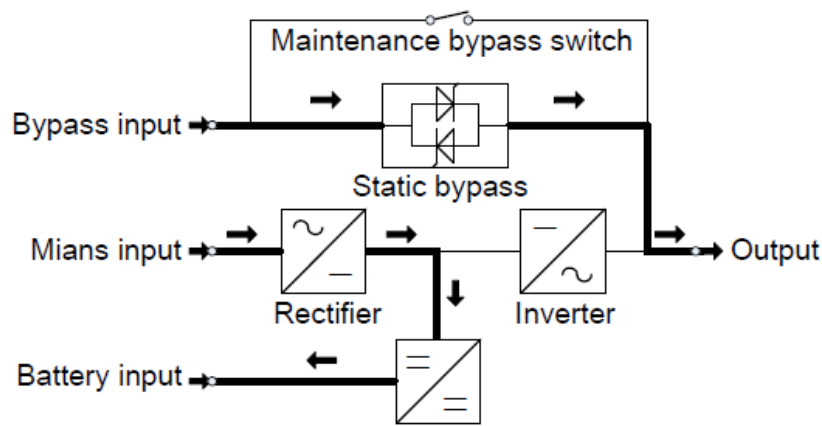 Maintenance bypass switch
Bypass input
Static bypass
Mians input
Output
Rectifier
Inverter
Battery input